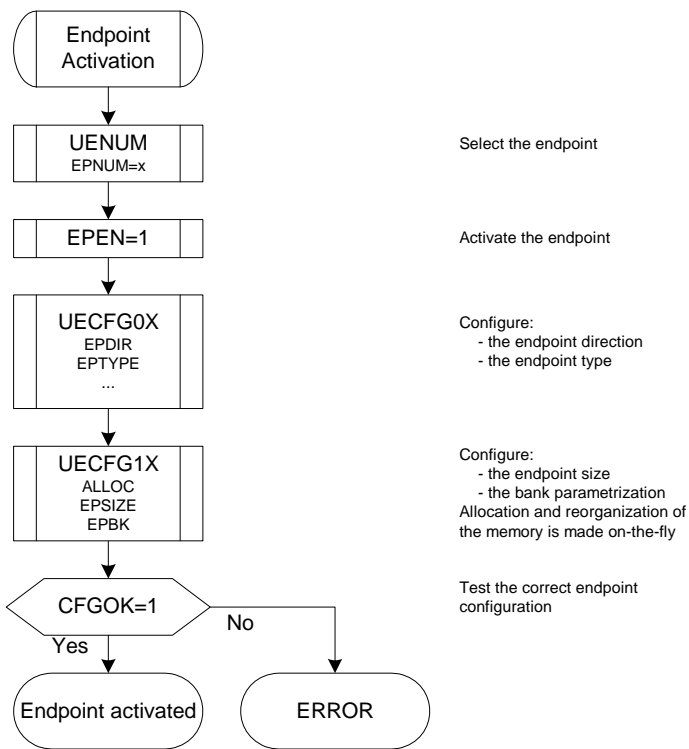 Endpoint
Activation
UENUM
EPNUM=x
Select the endpoint
EPEN=1
Activate the endpoint
UECFG0X
EPDIR
EPTYPE
...
Configure:
- the endpoint direction
- the endpoint type
UECFG1X
ALLOC
EPSIZE
EPBK
Configure:
- the endpoint size
- the bank parametrization
Allocation and reorganization of
the memory is made on-the-fly
CFGOK=1
Test the correct endpoint
configuration
No
Yes
Endpoint activated
ERROR